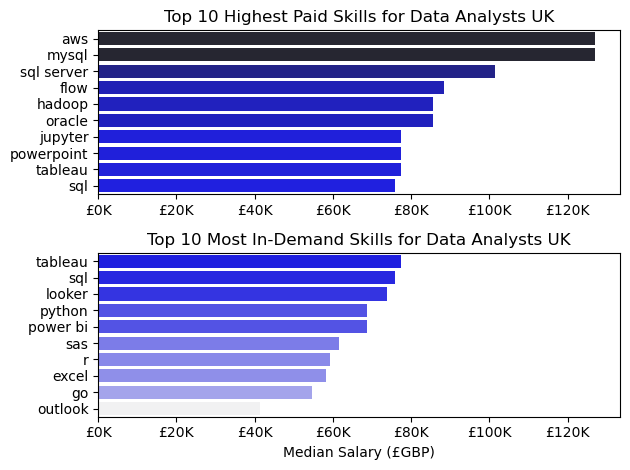 Top 10 Highest Paid Skills for Data Analysts UK
aws
mysql
sql server
flow
hadoop
oracle
jupyter
powerpoint
tableau
sql
£0K £20K £40K £60K £80K £100K £120K
Top 10 Most In-Demand Skills for Data Analysts UK
tableau
sql
looker
python
power bi
sas
r
excel
go
outlook
£0K £20K £40K £60K £80K £100K £120K
Median Salary (£GBP)